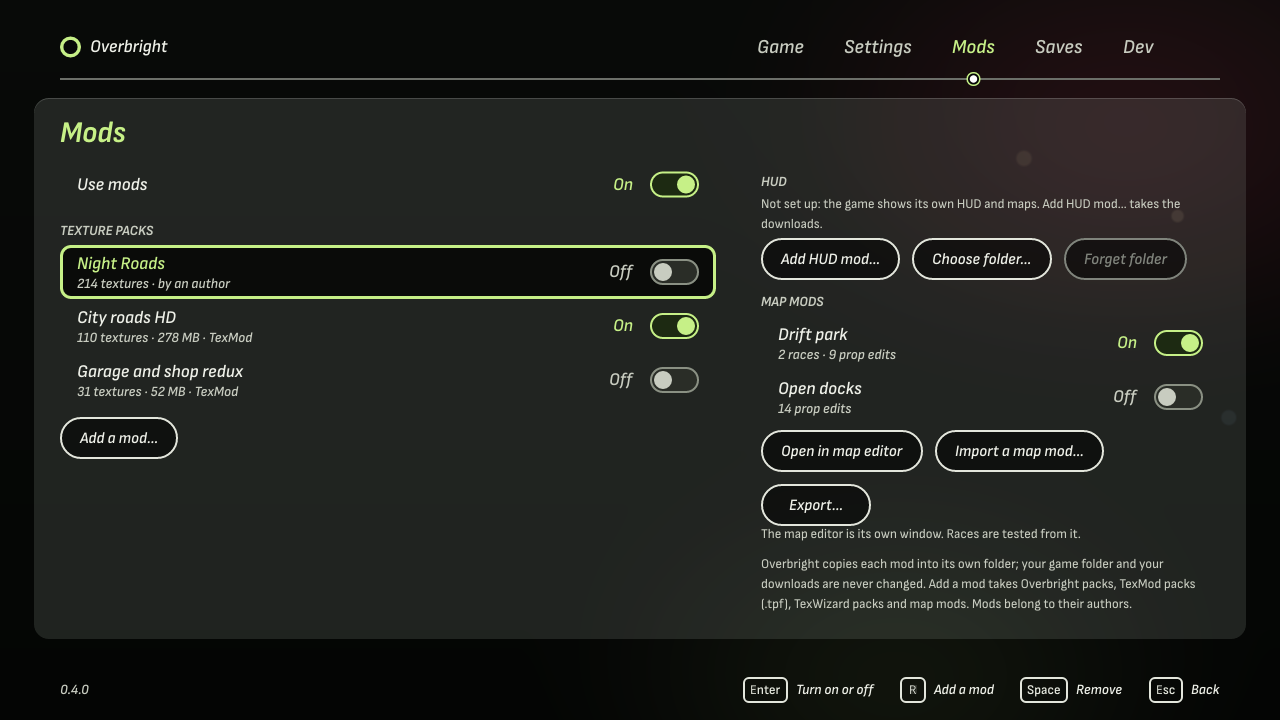 Overbright
Game
Settings
Mods
Saves
Dev
Mods
Use mods
On
TEXTURE PACKS
Night Roads
214 textures · by an author
Off
City roads HD
110 textures · 278 MB · TexMod
On
Garage and shop redux
31 textures · 52 MB · TexMod
Off
Add a mod...
HUD
Not set up: the game shows its own HUD and maps. Add HUD mod... takes the
downloads.
Add HUD mod...
Choose folder...
Forget folder
MAP MODS
Drift park
2 races · 9 prop edits
On
Open docks
14 prop edits
Off
Open in map editor
Import a map mod...
Export...
The map editor is its own window. Races are tested from it.
Overbright copies each mod into its own folder; your game folder and your
downloads are never changed. Add a mod takes Overbright packs, TexMod packs
(.tpf), TexWizard packs and map mods. Mods belong to their authors.
0.4.0
Enter
Turn on or off
R
Add a mod
Space
Remove
Esc
Back